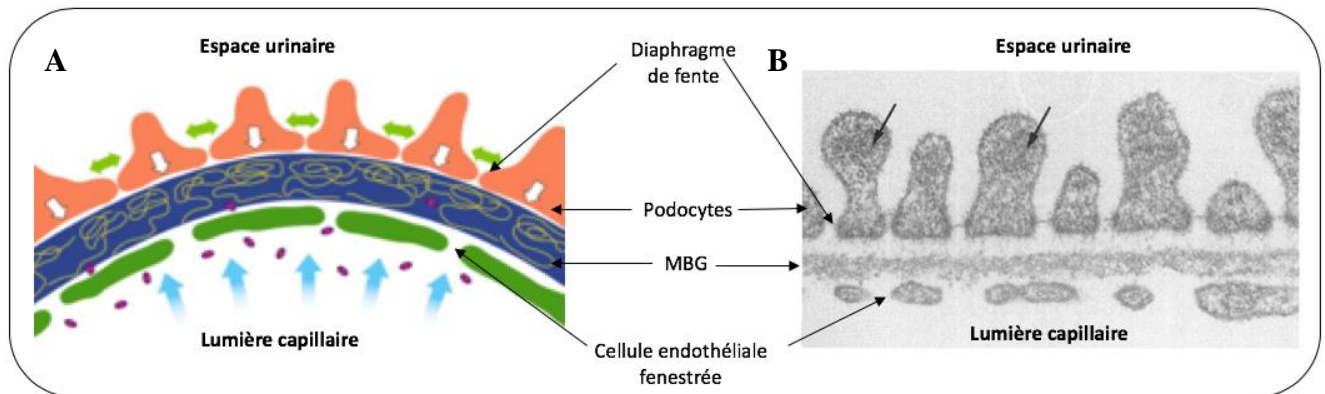 A
Espace urinaire
Diaphragme
de fente
B
Espace urinaire
Podocytes
MBG
Lumière capillaire
Cellule endothéliale
fenestrée
Lumière capillaire